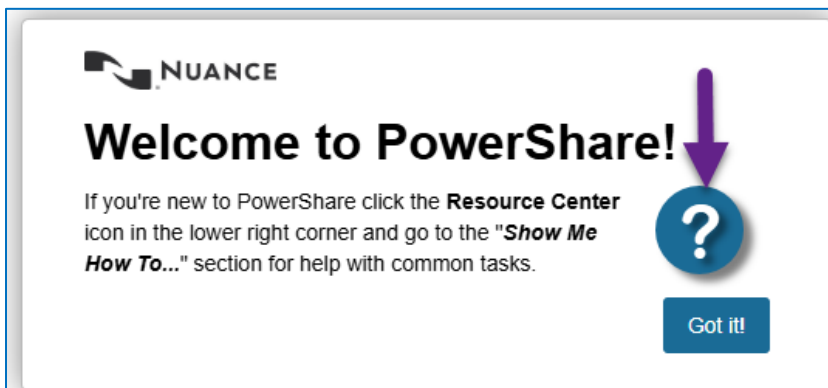 NUANCE
Welcome to PowerShare!
If you're new to PowerShare click the Resource Center
icon in the lower right corner and go to the "Show Me
How To..." section for help with common tasks.
?
Got it!